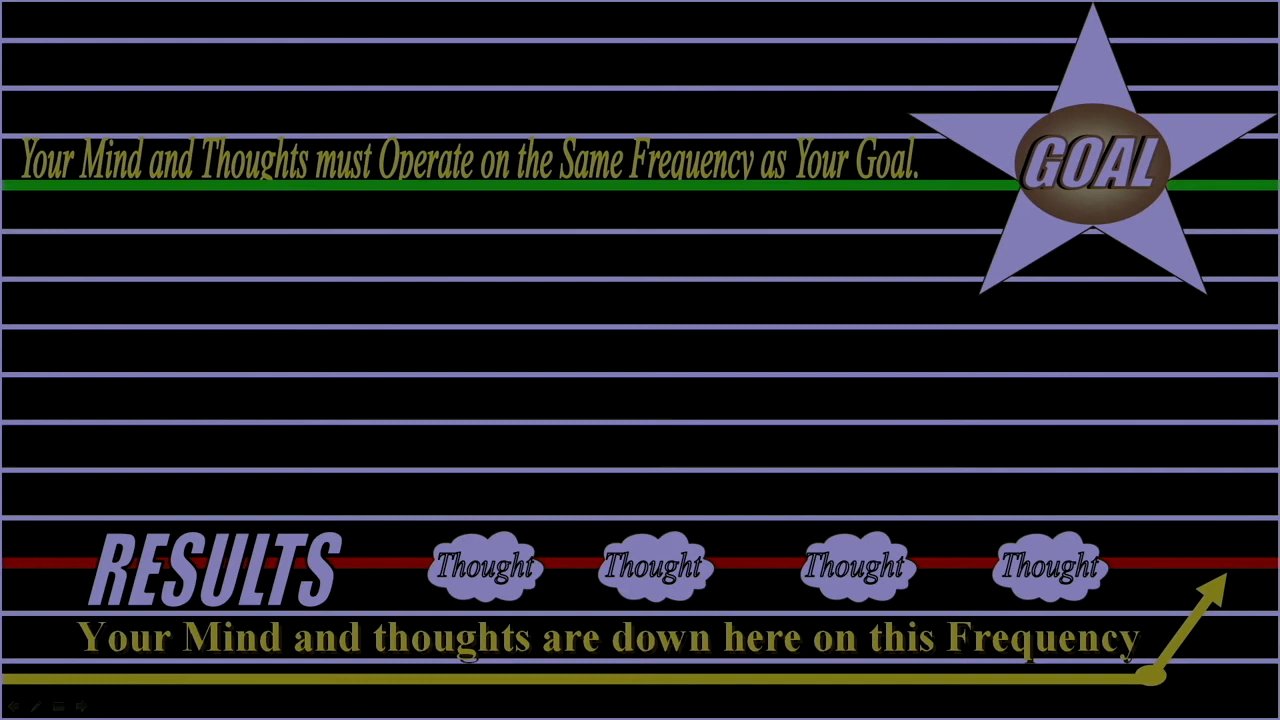 Your Mind and Thoughts must Operate on the Same Frequency as Your Goal.
GOAL
RESULTS
Thought
Thought
Thought
Thought
Your Mind and thoughts are down here on this Frequency